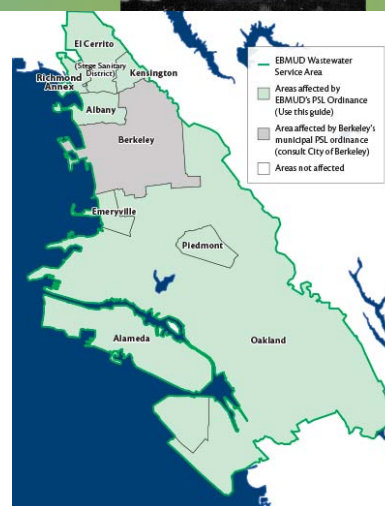 El Cerrito
(Stege Sanitary
District)
Kensington
Richmond
Annex
Albany
Berkeley
Emeryville
Piedmont
Alameda
Oakland
EBMUD Wastewater
Service Area
Areas affected by
EBMUD's PSL Ordinance
(Use this guide)
Area affected by Berkeley's
municipal PSL ordinance
(consult City of Berkeley)
Areas not affected